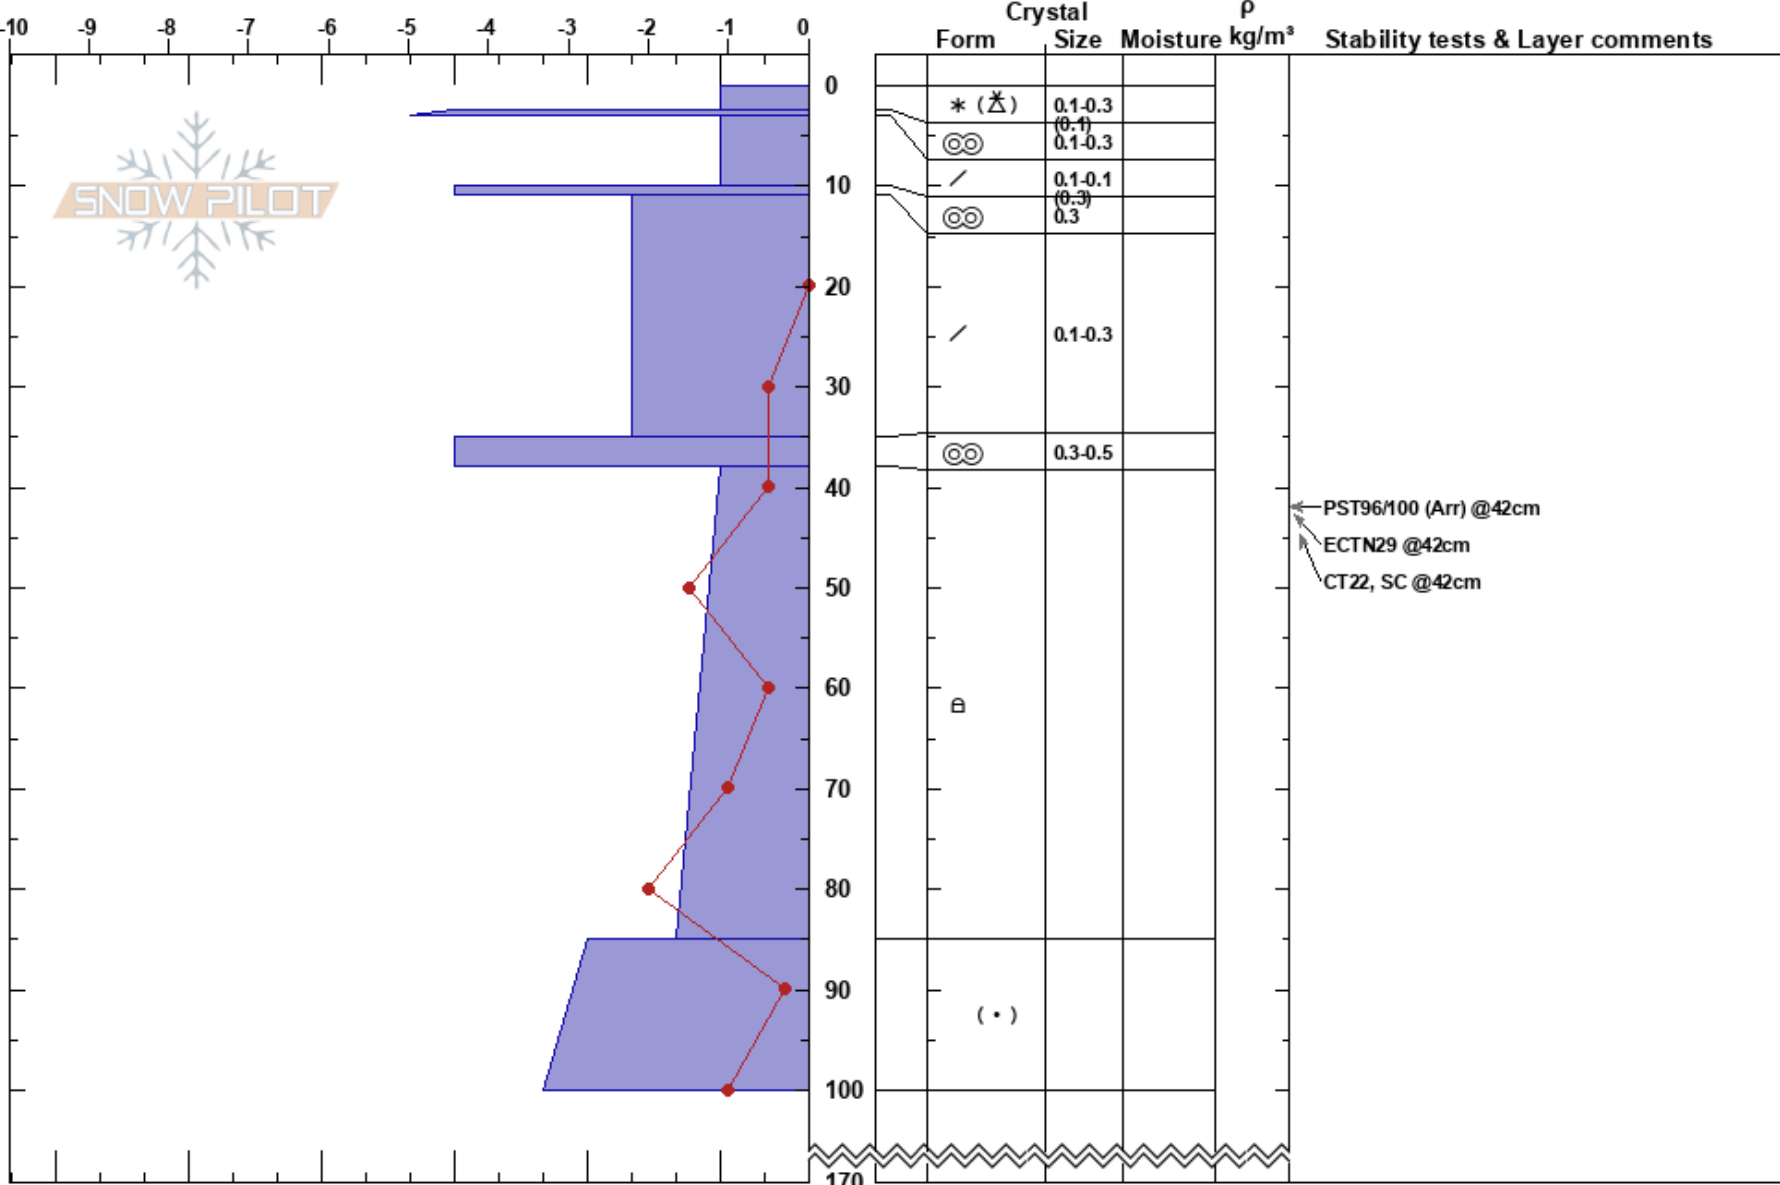 -10 -9 -8 -7 -6 -5 -4 -3 -2 -1 0
Crystal ρ
Form Size Moisture kg/m³ Stability tests & Layer comments
SNOW PILOT
0
10
20
30
40
50
60
70
80
90
100
170
* ( ) 0.1-0.3
(0.1)
0.1-0.3
0.1-0.1
(0.3)
0.3
0.1-0.3
0.3-0.5
PST96/100 (Arr) @42cm
ECTN29 @42cm
CT22, SC @42cm
( • )